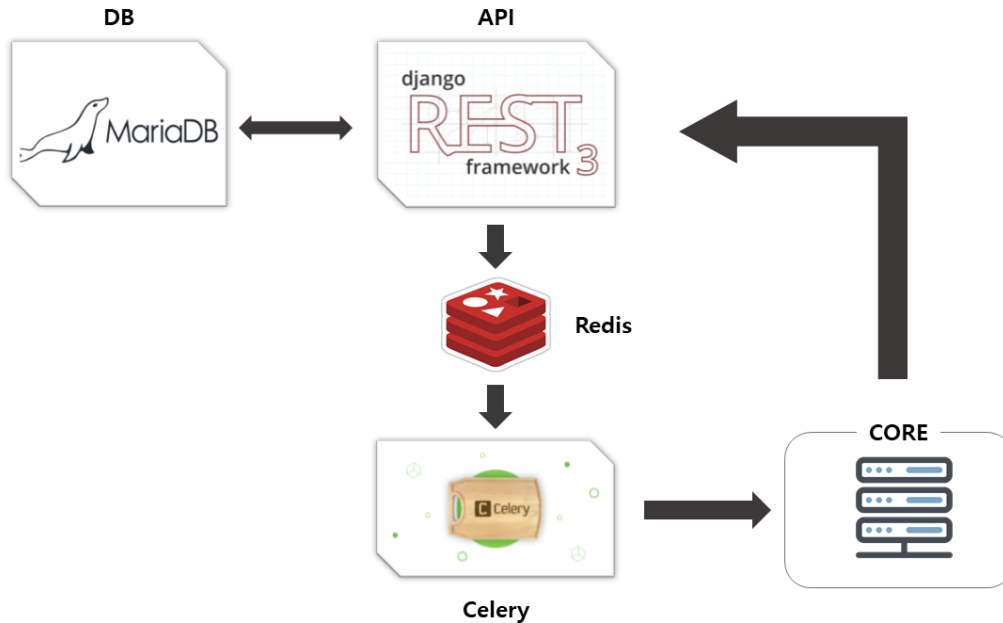 DB
API
MariaDB
django
REST
framework 3
Redis
CORE
C Celery
Celery